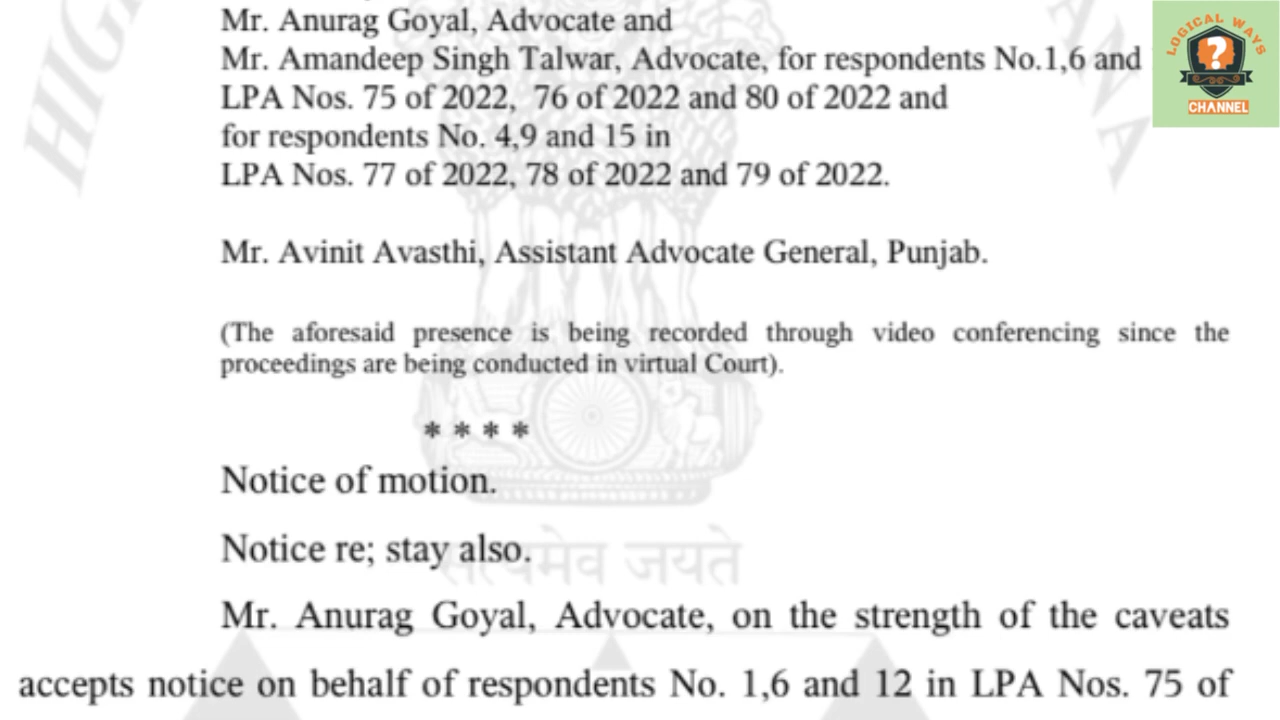 Mr. Anurag Goyal, Advocate and
Mr. Amandeep Singh Talwar, Advocate, for respondents No.1,6 and
LPA Nos. 75 of 2022, 76 of 2022 and 80 of 2022 and
for respondents No. 4,9 and 15 in
LPA Nos. 77 of 2022, 78 of 2022 and 79 of 2022.
Mr. Avinit Avasthi, Assistant Advocate General, Punjab.
(The aforesaid presence is being recorded through video conferencing since the
proceedings are being conducted in virtual Court).
* * * *
Notice of motion.
Notice re; stay also.
सत्यमेव जयते
Mr. Anurag Goyal, Advocate, on the strength of the caveats
accepts notice on behalf of respondents No. 1,6 and 12 in LPA Nos. 75 of
LOGICAL WAYS
?
CHANNEL